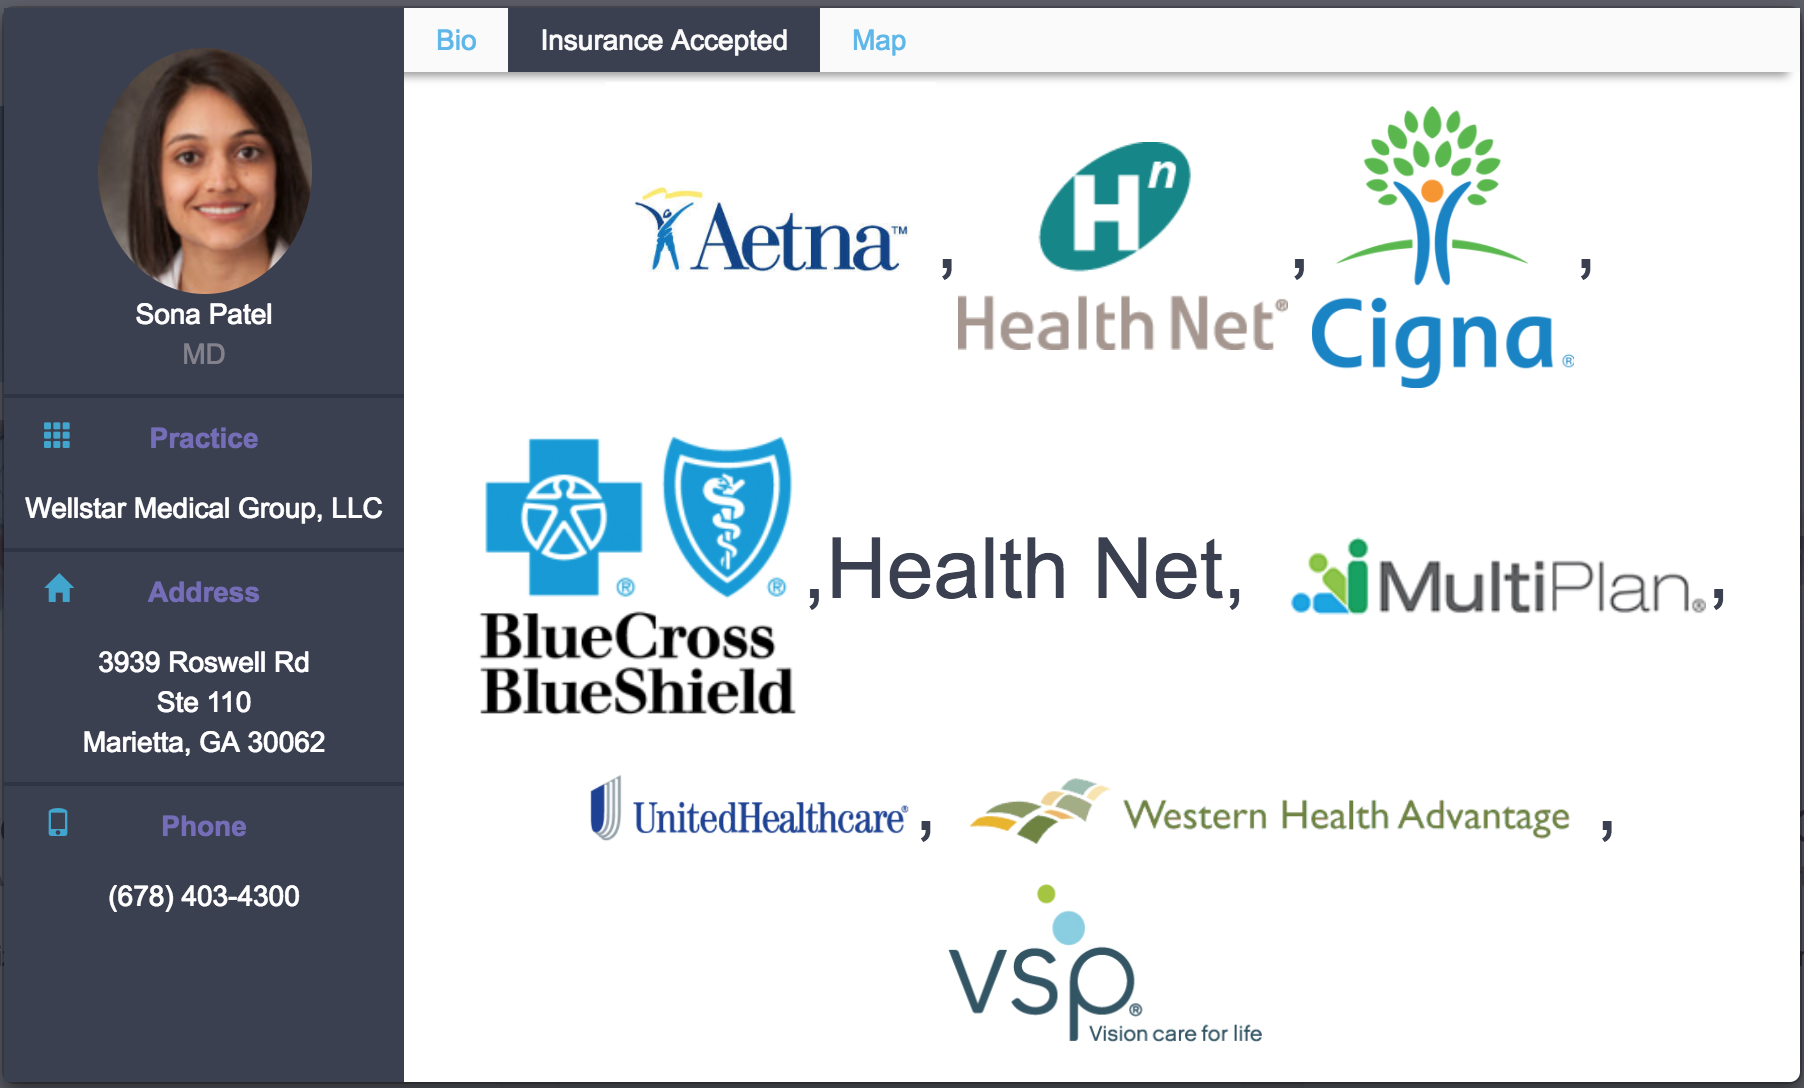 Bio
Insurance Accepted
Map
Sona Patel
MD
Practice
Wellstar Medical Group, LLC
Address
3939 Roswell Rd
Ste 110
Marietta, GA 30062
Phone
(678) 403-4300
Aetna™ ,
Hn
Health Net® ,
Cigna® ,
® ®
BlueCross
BlueShield
,Health Net,
MultiPlan® ,
UnitedHealthcare® ,
Western Health Advantage ,
vsp®
Vision care for life